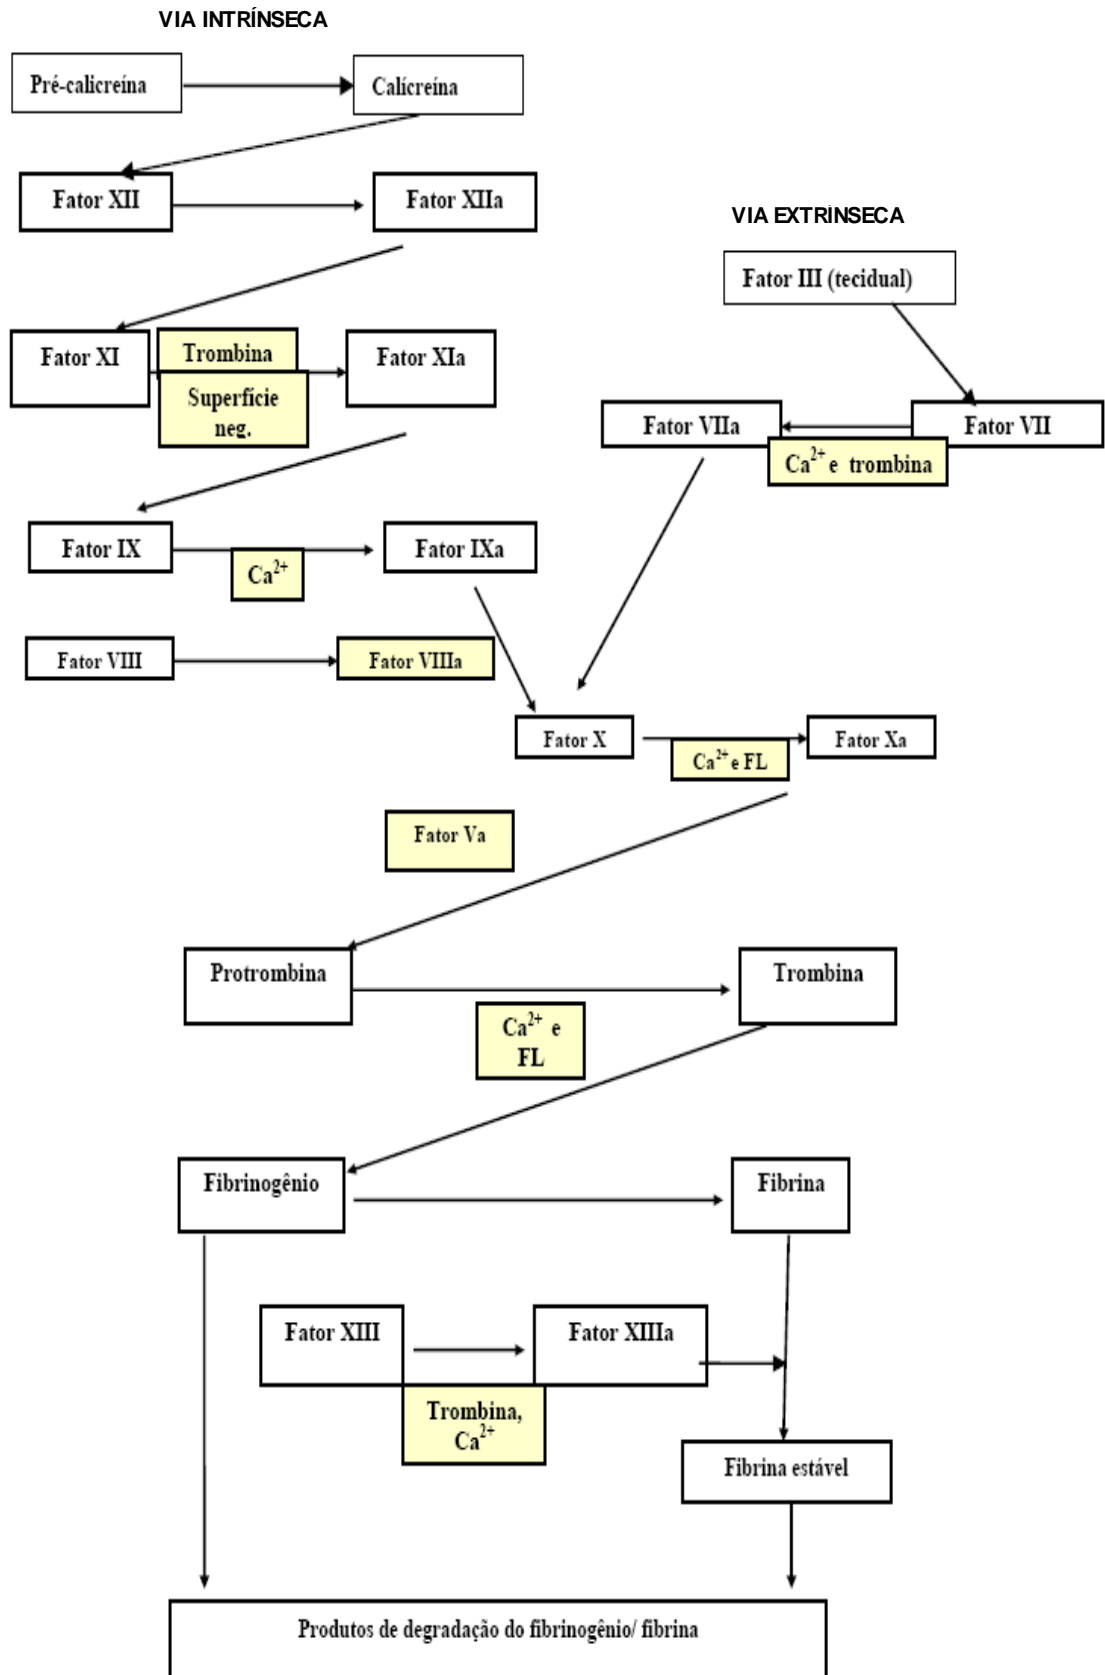 VIA INTRÍNSECA
Pré-calicreína
Calicreína
Fator XII
Fator XIIa
VIA EXTRÍNSECA
Fator III (tecidual)
Fator XI
Trombina
Superfície
neg.
Fator XIa
Fator VIIa
Fator VII
Ca2+ e trombina
Fator IX
Ca2+
Fator IXa
Fator VIII
Fator VIIIa
Fator X
Ca2+ e FL
Fator Xa
Fator Va
Protrombina
Trombina
Ca2+ e
FL
Fibrinogênio
Fibrina
Fator XIII
Fator XIIIa
Trombina,
Ca2+
Fibrina estável
Produtos de degradação do fibrinogênio/ fibrina